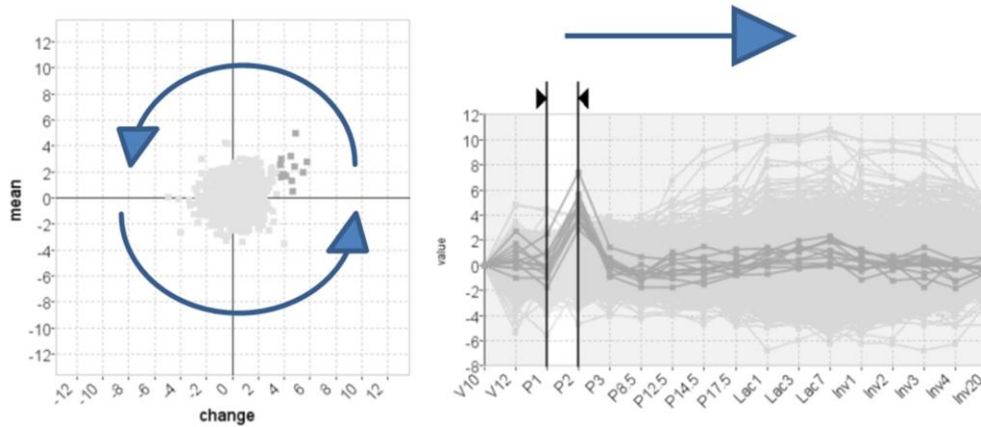 12
10
8
6
4
2
0
-2
-4
-6
-8
-10
-12
mean
-12
-10
-8
-6
-4
-2
0
2
4
6
8
10
12
change
12
10
8
6
4
2
0
-2
-4
-6
-8
value
V10
V12
P1
P2
P3
P8.5
P12.5
P14.5
P17.5
Lac1
Lac3
Lac7
Inv1
Inv2
Inv3
Inv4
Inv20